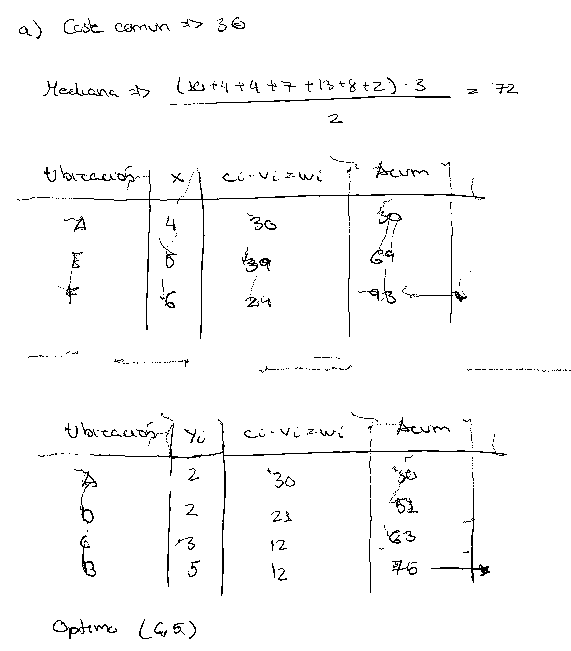 a) Coste comun => 36
Mediana => (10+4+4+7+13+8+2)·3 / 2 = 72
Ubicación x ci·vi=wi Acum
A 4 30 30
E 5 39 69
F 6 24 93 →
Ubicación yi ci·vi=wi Acum
A 2 30 30
D 2 21 51
C 3 12 63
B 5 12 75 →
Optimo (6,5)